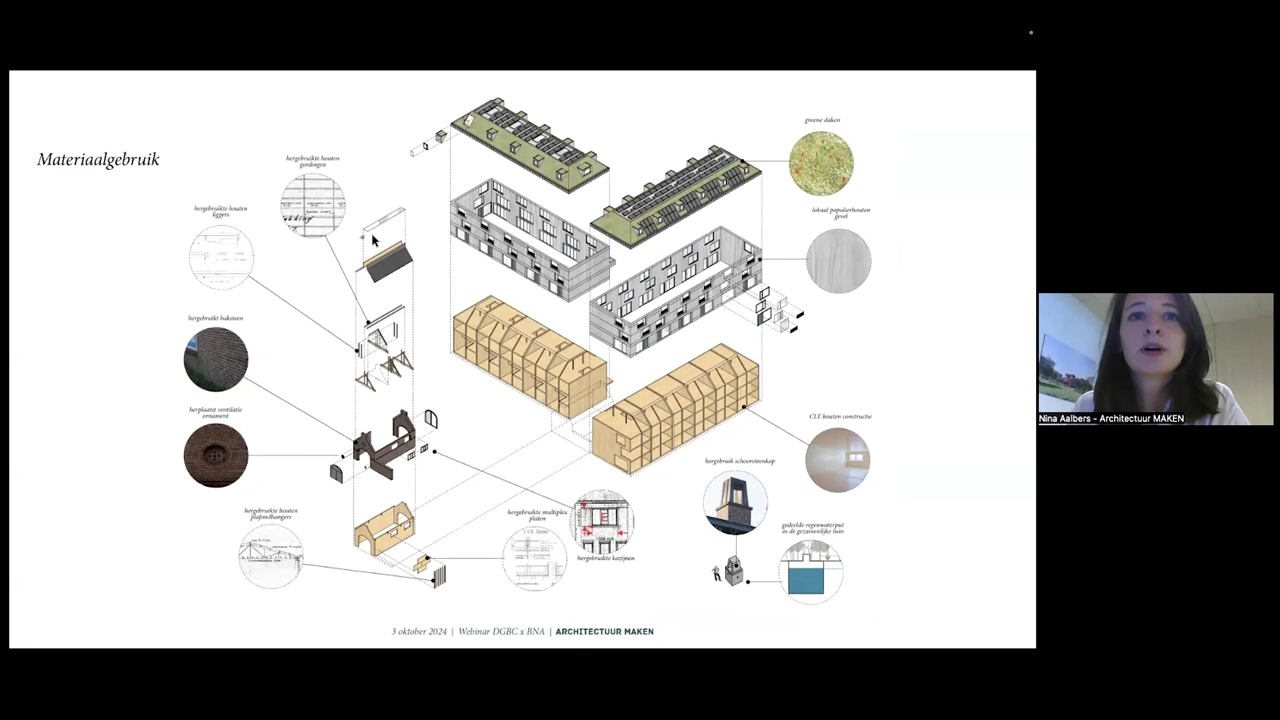 Materiaalgebruik
hergebruikte houten
gordingen
hergebruikte houten
liggers
hergebruikt baksteen
herplaatst ventilatie
ornament
hergebruikte houten
plafondhangers
hergebruikte multiplex
platen
hergebruikte kozijnen
groene daken
lokaal populierhouten
gevel
CLT houten constructie
hergebruik schoorsteenkap
gedeelde regenwaterput
in de gezamenlijke tuin
3 oktober 2024 | Webinar DGBC x BNA | ARCHITECTUUR MAKEN
Nina Aalbers - Architectuur MAKEN